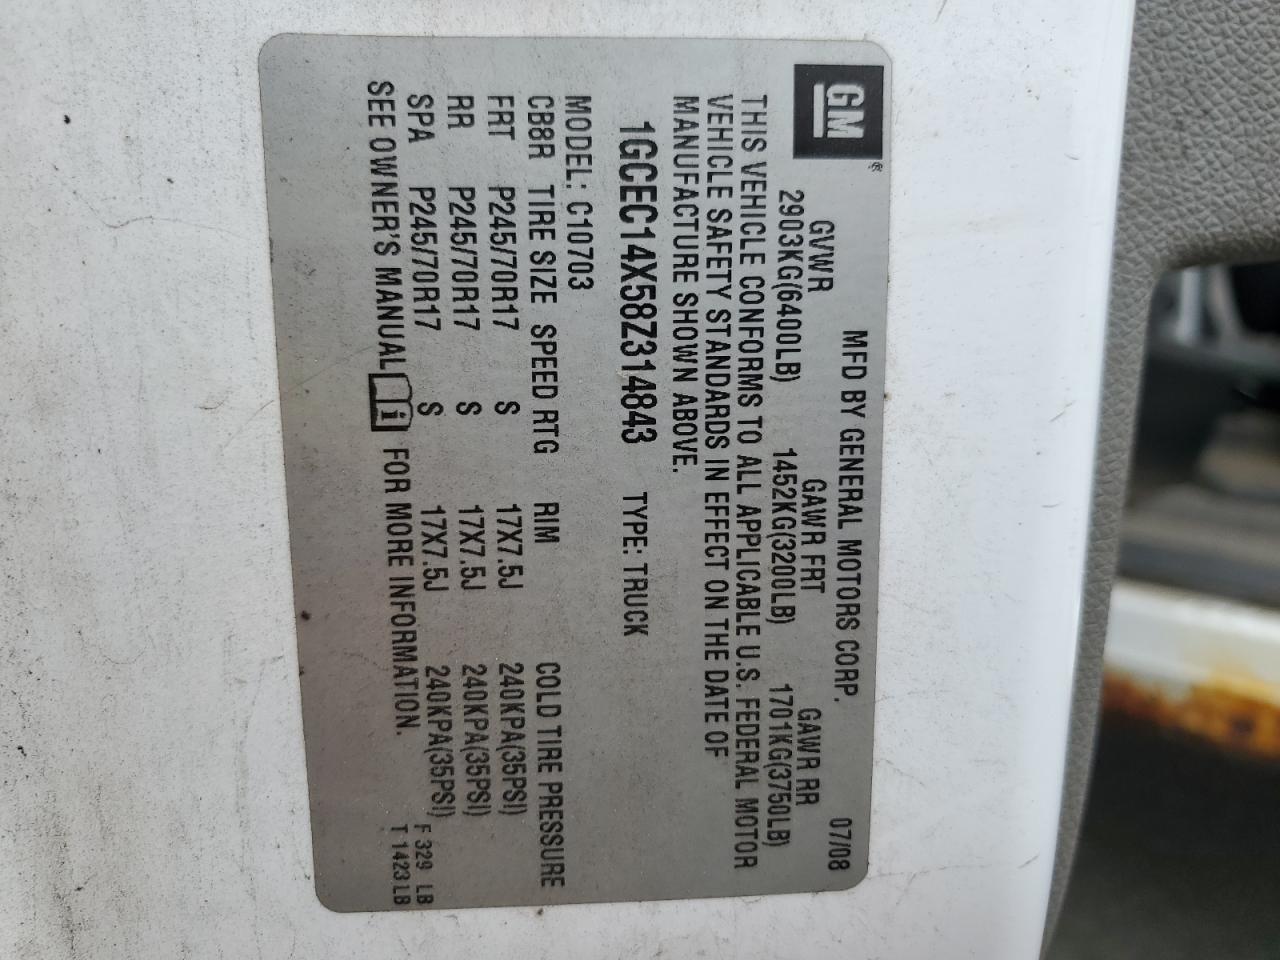 GM®
MFD BY GENERAL MOTORS CORP. 07/08
GVWR GAWR FRT GAWR RR
2903KG(6400LB) 1452KG(3200LB) 1701KG(3750LB)
THIS VEHICLE CONFORMS TO ALL APPLICABLE U.S. FEDERAL MOTOR
VEHICLE SAFETY STANDARDS IN EFFECT ON THE DATE OF
MANUFACTURE SHOWN ABOVE.
1GCEC14X58Z314843 TYPE: TRUCK
MODEL: C10703
CB8R TIRE SIZE SPEED RTG RIM COLD TIRE PRESSURE
FRT P245/70R17 S 17X7.5J 240KPA(35PSI)
RR P245/70R17 S 17X7.5J 240KPA(35PSI)
SPA P245/70R17 S 17X7.5J 240KPA(35PSI)
SEE OWNER'S MANUAL i FOR MORE INFORMATION.
F 329 LB
T 1423 LB